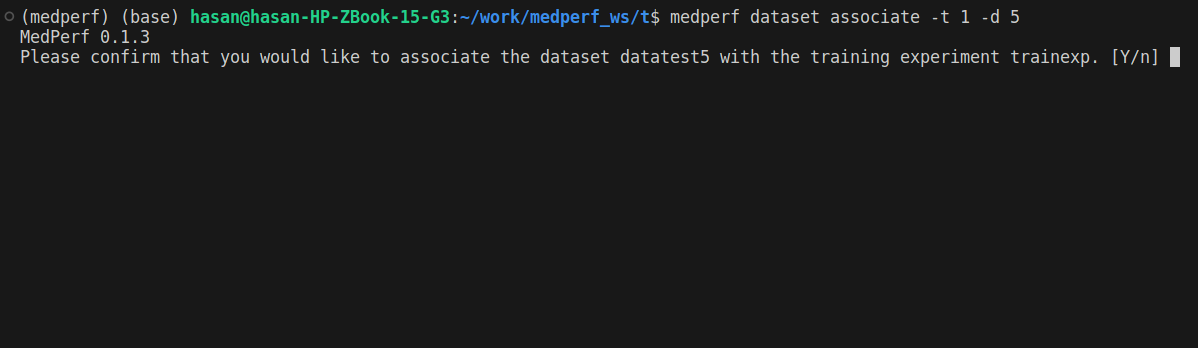 (medperf) (base) hasan@hasan-HP-ZBook-15-G3:~/work/medperf_ws/t$ medperf dataset associate -t 1 -d 5
MedPerf 0.1.3
Please confirm that you would like to associate the dataset datatest5 with the training experiment trainexp. [Y/n]